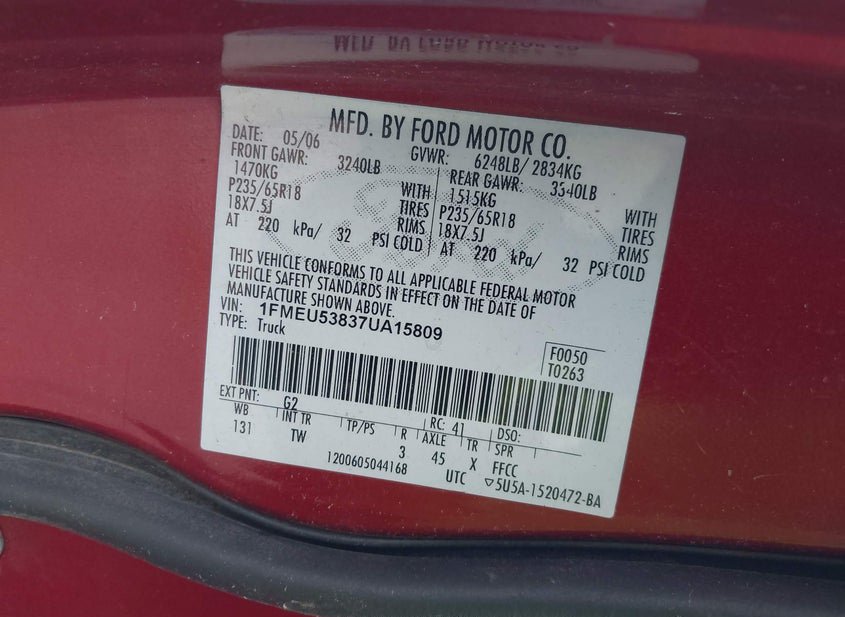 MFD. BY FORD MOTOR CO.
DATE: 05/06 GVWR: 6248LB/ 2834KG
FRONT GAWR: 3240LB REAR GAWR: 3340LB
1470KG WITH 1515KG WITH
P235/65R18 TIRES P235/65R18 TIRES
18X7.5J RIMS 18X7.5J RIMS
AT 220 kPa/ 32 PSI COLD AT 220 kPa/ 32 PSI COLD
THIS VEHICLE CONFORMS TO ALL APPLICABLE FEDERAL MOTOR
VEHICLE SAFETY STANDARDS IN EFFECT ON THE DATE OF
MANUFACTURE SHOWN ABOVE.
VIN: 1FMEU53837UA15809
TYPE: Truck
F0050
T0263
EXT PNT: G2 RC: 41 DSO:
WB INT TR TP/PS R AXLE TR SPR
131 TW 3 45 X FFCC
1200605044168 UTC ▽5U5A-1520472-BA